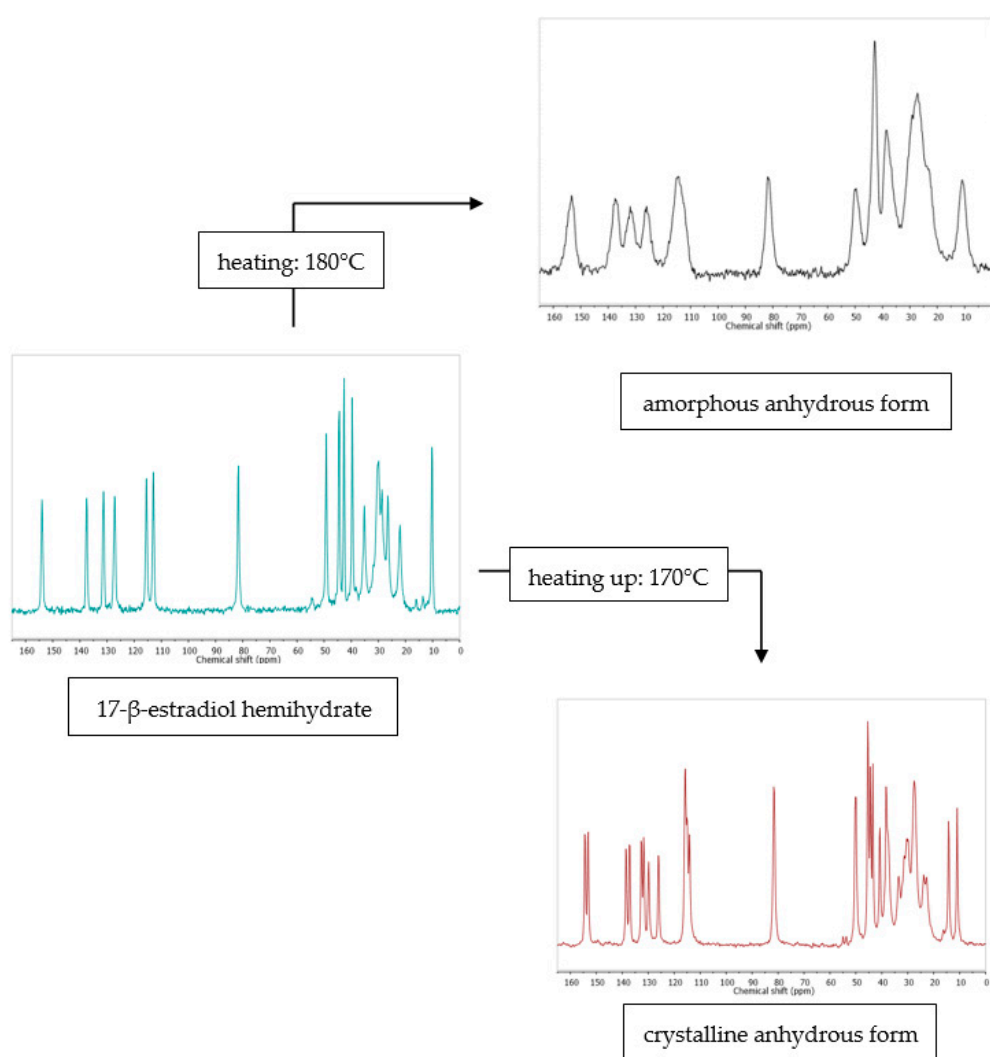 160 150 140 130 120 110 100 90 80 70 60 50 40 30 20 10
Chemical shift (ppm)
heating: 180°C
amorphous anhydrous form
160 150 140 130 120 110 100 90 80 70 60 50 40 30 20 10 0
Chemical shift (ppm)
heating up: 170°C
17-β-estradiol hemihydrate
160 150 140 130 120 110 100 90 80 70 60 50 40 30 20 10 0
Chemical shift (ppm)
crystalline anhydrous form